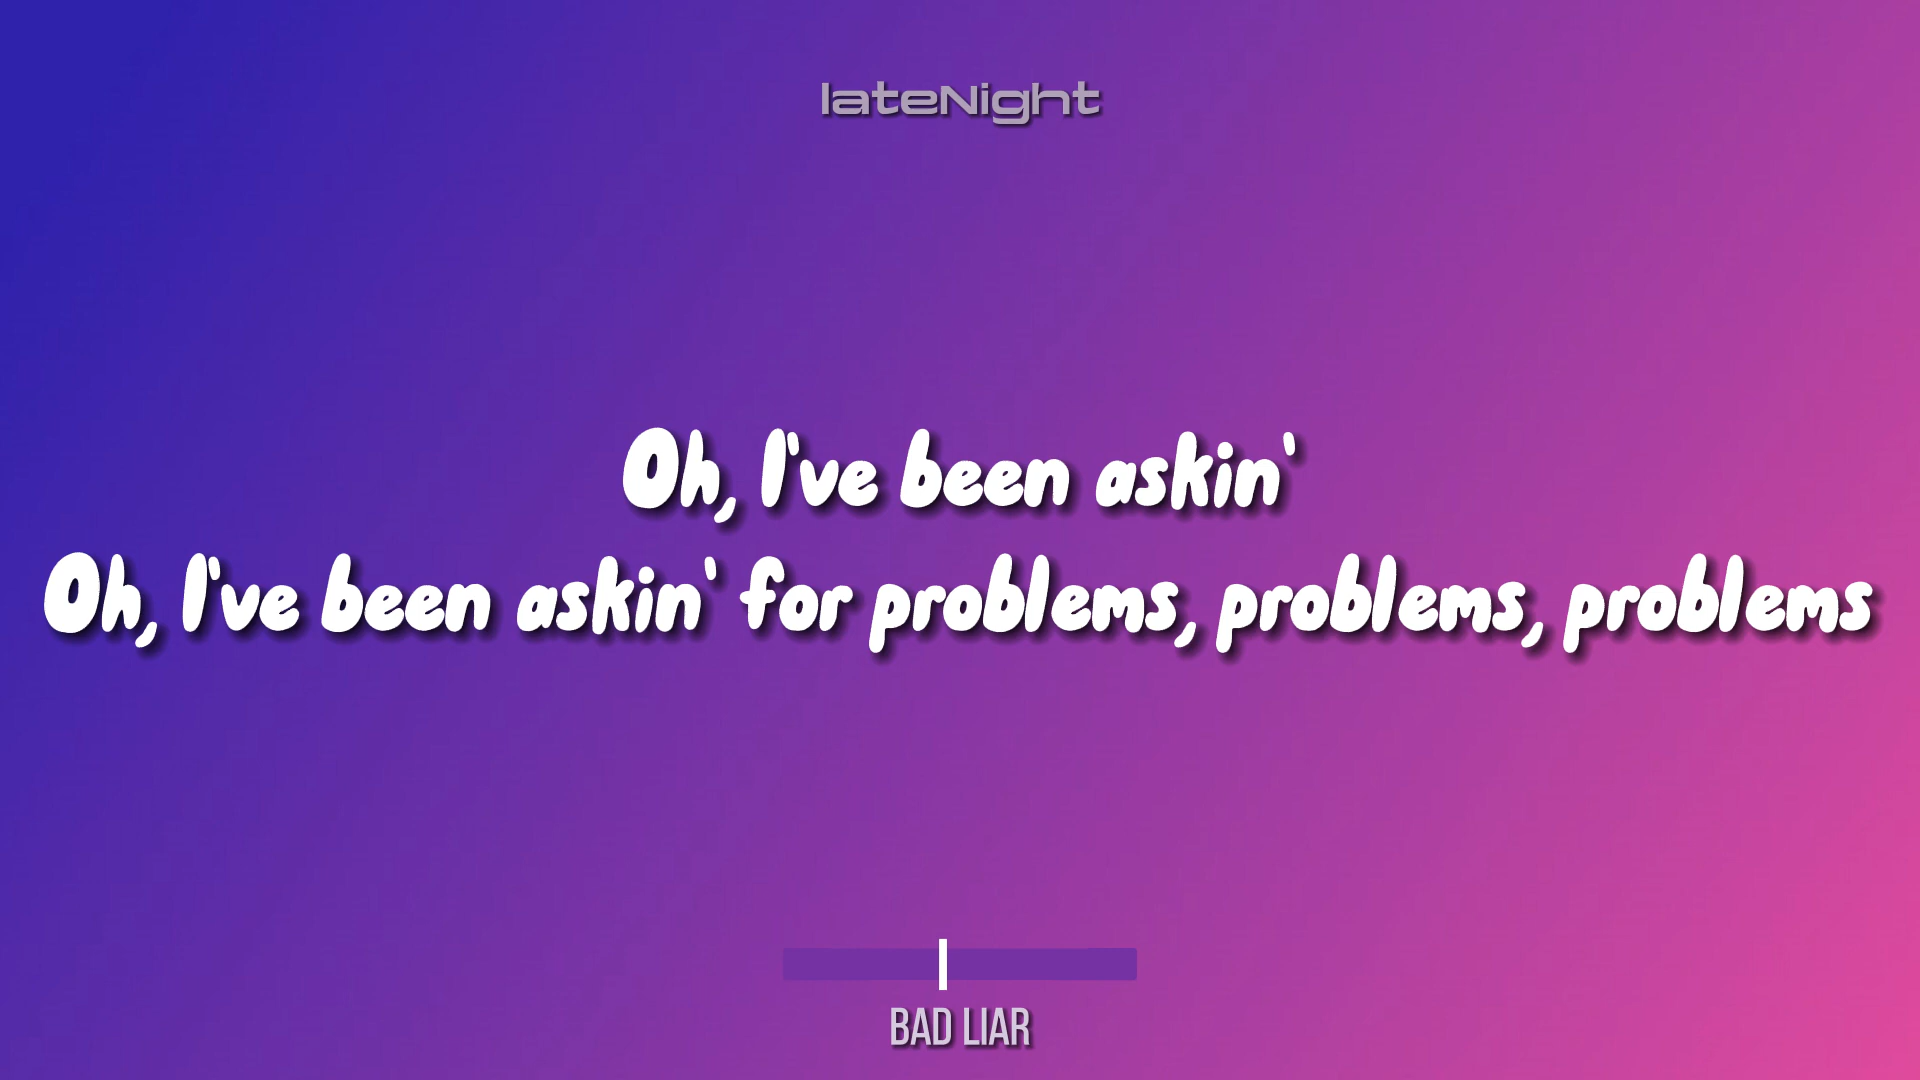 lateNight
Oh, I've been askin'
Oh, I've been askin' for problems, problems, problems
BAD LIAR